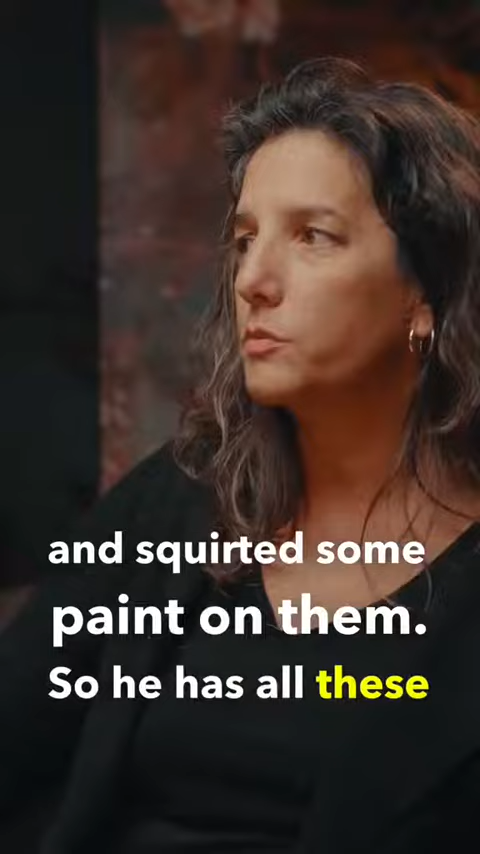 and squirted some
paint on them.
So he has all these